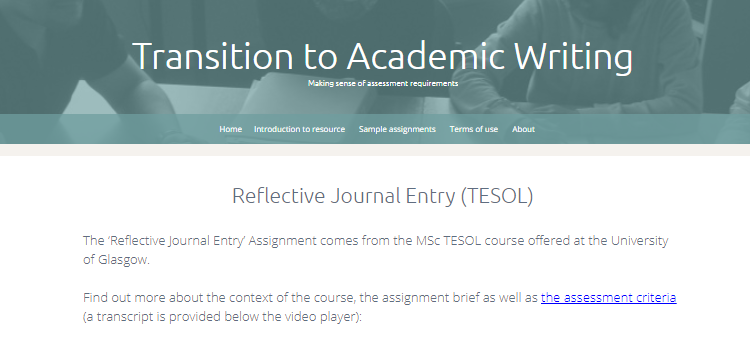 Transition to Academic Writing
Making sense of assessment requirements
Home Introduction to resource Sample assignments Terms of use About
Reflective Journal Entry (TESOL)
The ‘Reflective Journal Entry’ Assignment comes from the MSc TESOL course offered at the University
of Glasgow.
Find out more about the context of the course, the assignment brief as well as the assessment criteria
(a transcript is provided below the video player):